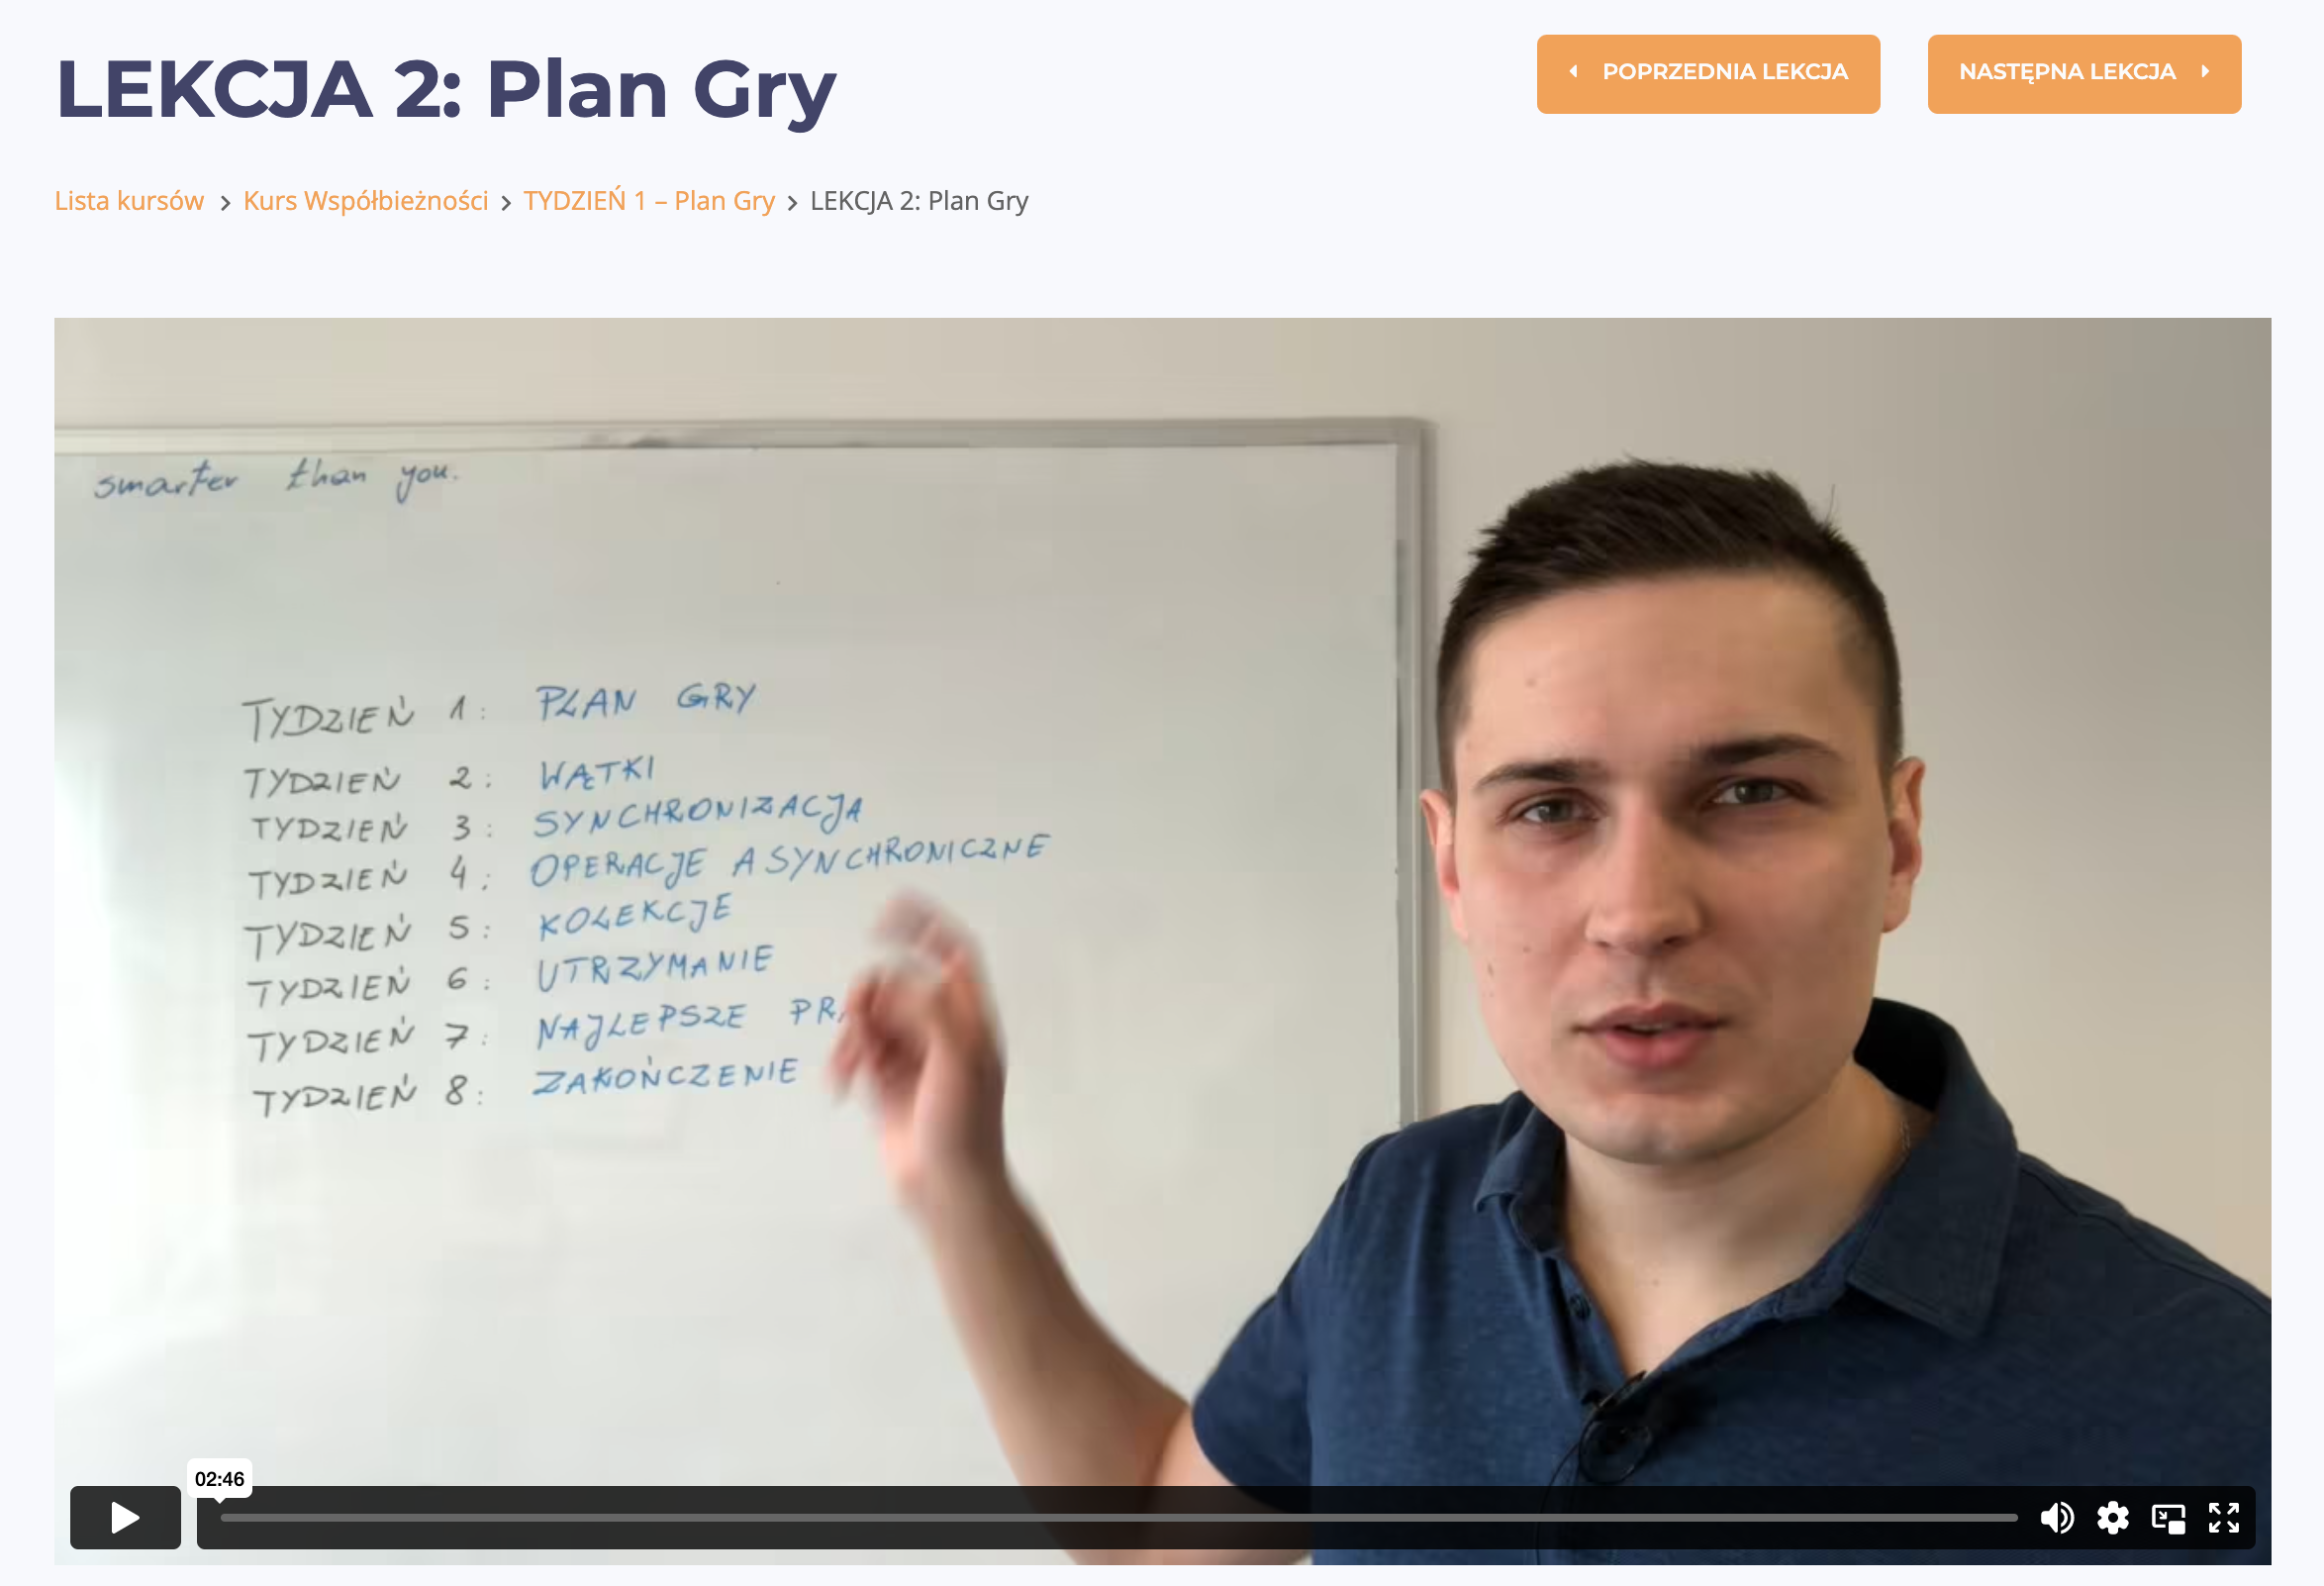 LEKCJA 2: Plan Gry
POPRZEDNIA LEKCJA
NASTĘPNA LEKCJA
Lista kursów > Kurs Współbieżności > TYDZIEŃ 1 – Plan Gry > LEKCJA 2: Plan Gry
smarter than you.
TYDZIEŃ 1: PLAN GRY
TYDZIEŃ 2: WĄTKI
TYDZIEŃ 3: SYNCHRONIZACJA
TYDZIEŃ 4: OPERACJE ASYNCHRONICZNE
TYDZIEŃ 5: KOLEKCJE
TYDZIEŃ 6: UTRZYMANIE
TYDZIEŃ 7: NAJLEPSZE
TYDZIEŃ 8: ZAKOŃCZENIE
02:46